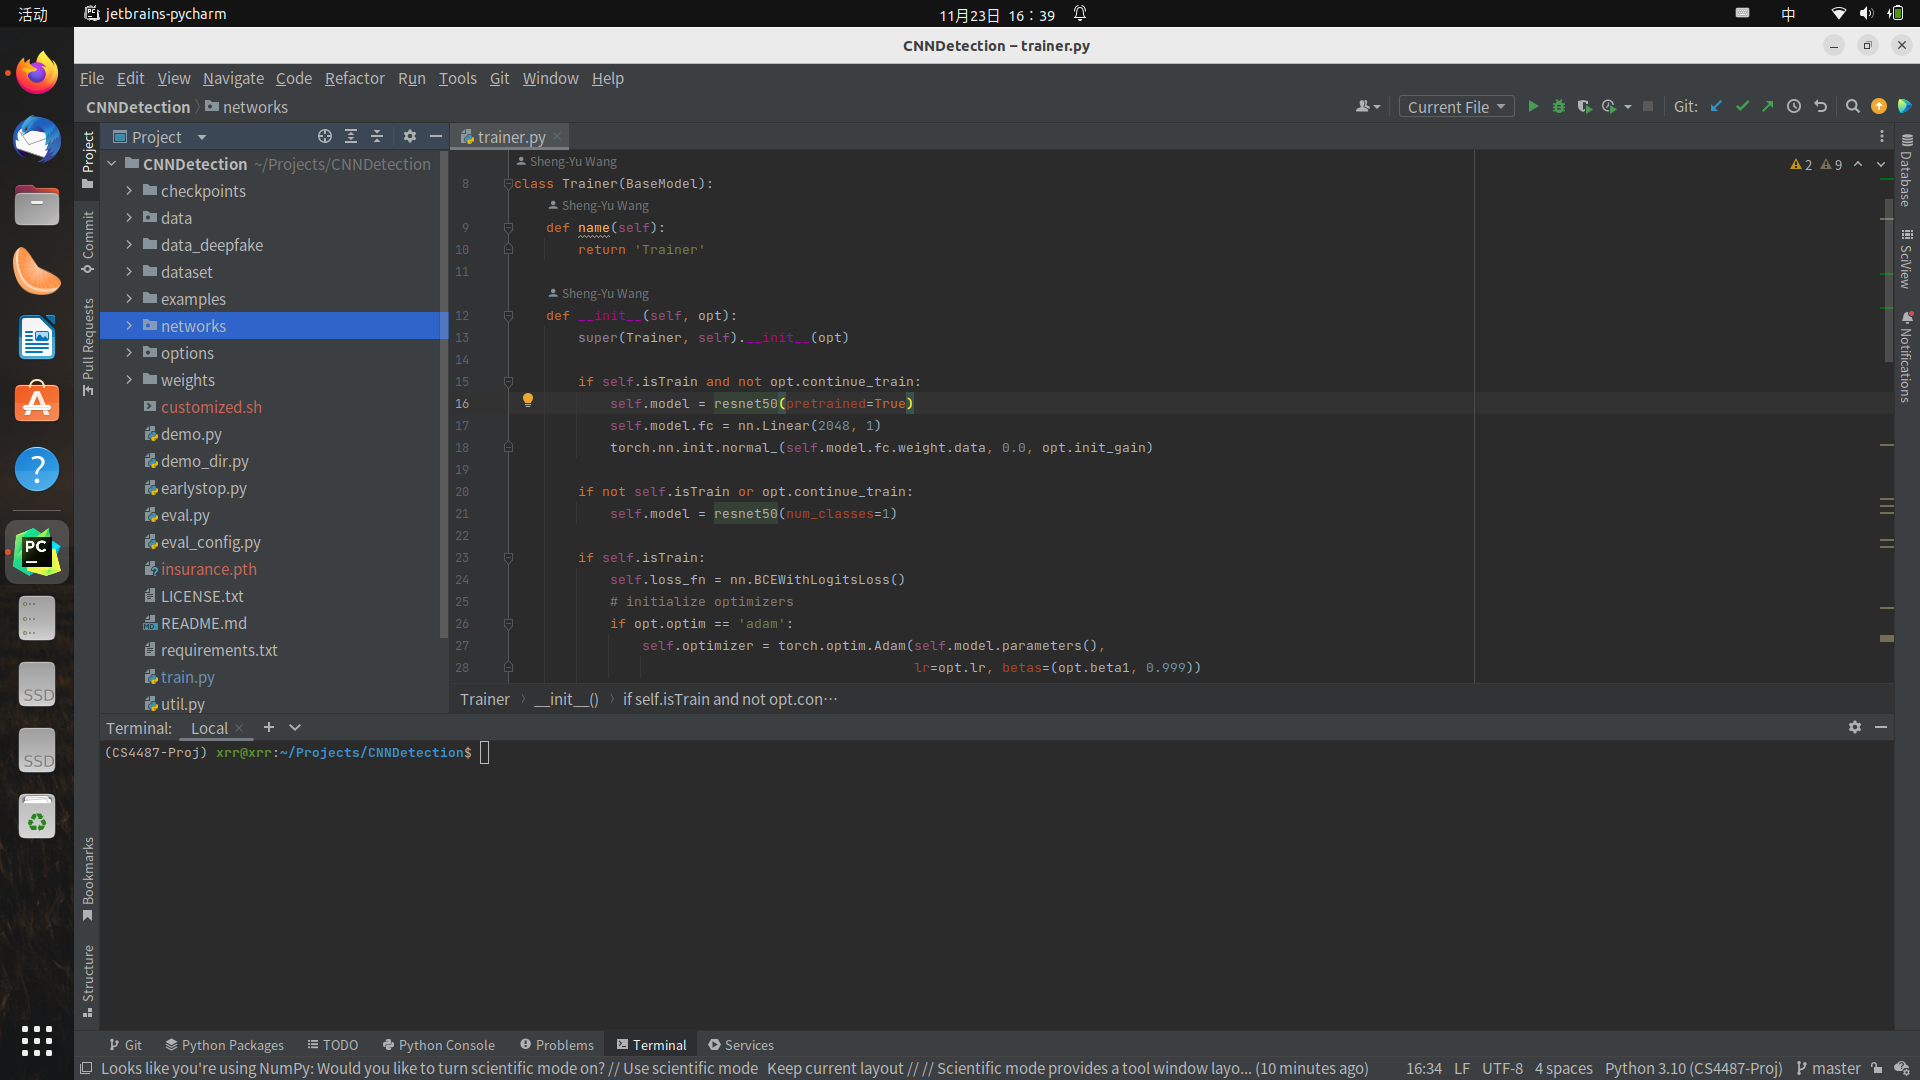 活动 jetbrains-pycharm 11月23日 16：39 中
CNNDetection – trainer.py
File Edit View Navigate Code Refactor Run Tools Git Window Help
CNNDetection networks Current File Git:
Project trainer.py
Project
Commit
Pull Requests
Bookmarks
Structure
CNNDetection ~/Projects/CNNDetection
checkpoints
data
data_deepfake
dataset
examples
networks
options
weights
customized.sh
demo.py
demo_dir.py
earlystop.py
eval.py
eval_config.py
insurance.pth
LICENSE.txt
README.md
requirements.txt
train.py
util.py
PC
SSD
SSD
Sheng-Yu Wang
2 9
8 class Trainer(BaseModel):
Sheng-Yu Wang
9 def name(self):
10 return 'Trainer'
11
Sheng-Yu Wang
12 def __init__(self, opt):
13 super(Trainer, self).__init__(opt)
14
15 if self.isTrain and not opt.continue_train:
16 self.model = resnet50(pretrained=True)
17 self.model.fc = nn.Linear(2048, 1)
18 torch.nn.init.normal_(self.model.fc.weight.data, 0.0, opt.init_gain)
19
20 if not self.isTrain or opt.continue_train:
21 self.model = resnet50(num_classes=1)
22
23 if self.isTrain:
24 self.loss_fn = nn.BCEWithLogitsLoss()
25 # initialize optimizers
26 if opt.optim == 'adam':
27 self.optimizer = torch.optim.Adam(self.model.parameters(),
28 lr=opt.lr, betas=(opt.beta1, 0.999))
Trainer __init__() if self.isTrain and not opt.con…
Database
SciView
Notifications
Terminal: Local
(CS4487-Proj) xrr@xrr:~/Projects/CNNDetection$
Git Python Packages TODO Python Console Problems Terminal Services
Looks like you're using NumPy: Would you like to turn scientific mode on? // Use scientific mode Keep current layout // // Scientific mode provides a tool window layo... (10 minutes ago) 16:34 LF UTF-8 4 spaces Python 3.10 (CS4487-Proj) master